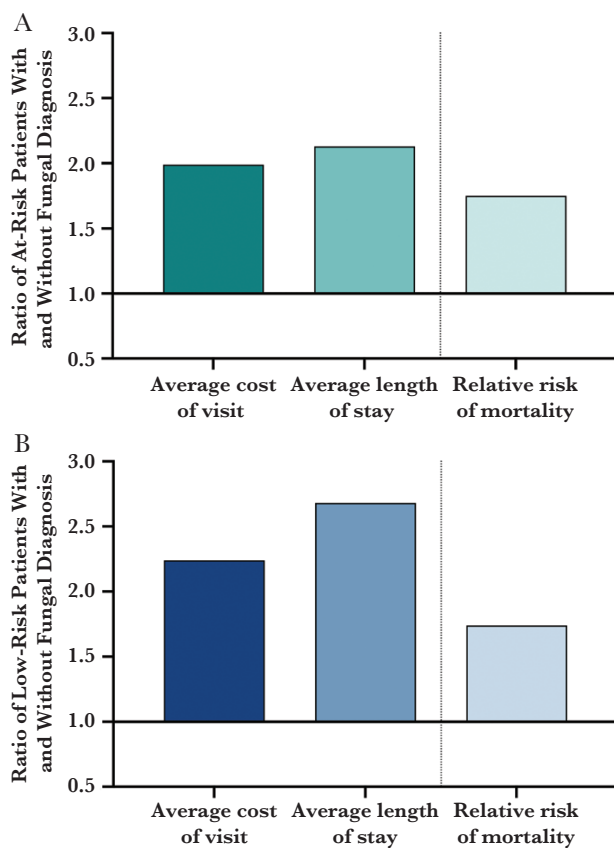 A
Ratio of At-Risk Patients With
and Without Fungal Diagnosis
3.0
2.5
2.0
1.5
1.0
0.5
Average cost
of visit
Average length
of stay
Relative risk
of mortality
B
Ratio of Low-Risk Patients With
and Without Fungal Diagnosis
3.0
2.5
2.0
1.5
1.0
0.5
Average cost
of visit
Average length
of stay
Relative risk
of mortality